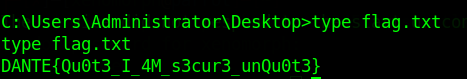 C:\Users\Administrator\Desktop>type flag.txt
type flag.txt
DANTE{Qu0t3_I_4M_s3cur3_unQu0t3}